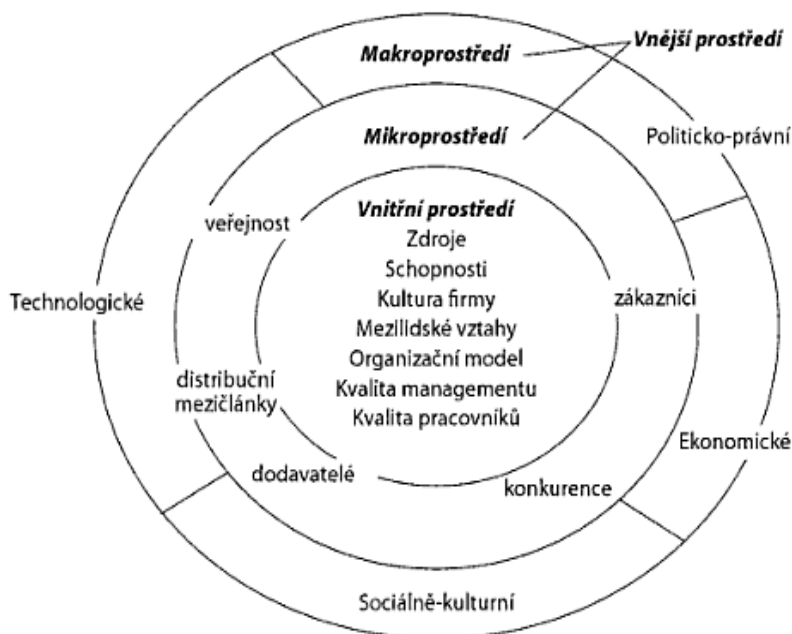 Makroprostředí
Vnější prostředí
Mikroprostředí
Politicko-právní
Vnitřní prostředí
veřejnost
Zdroje
Schopnosti
Technologické
Kultura firmy
zákazníci
Mezilidské vztahy
Organizační model
distribuční
mezičlánky
Kvalita managementu
Kvalita pracovníků
Ekonomické
dodavatelé
konkurence
Sociálně-kulturní